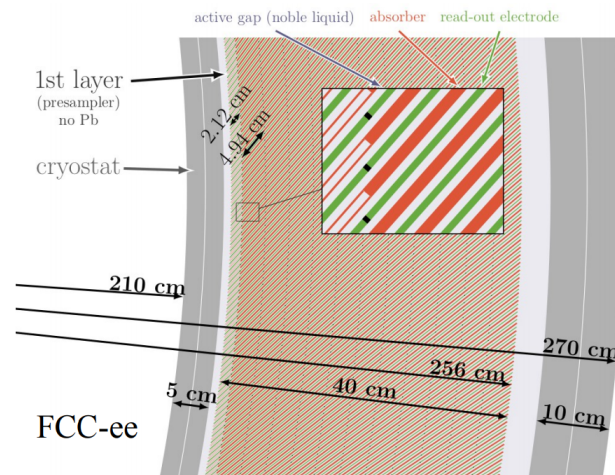 active gap (noble liquid) absorber read-out electrode
1st layer
(presampler)
no Pb
2.12 cm
4.94 cm
cryostat
210 cm
270 cm
256 cm
40 cm
5 cm
10 cm
FCC-ee